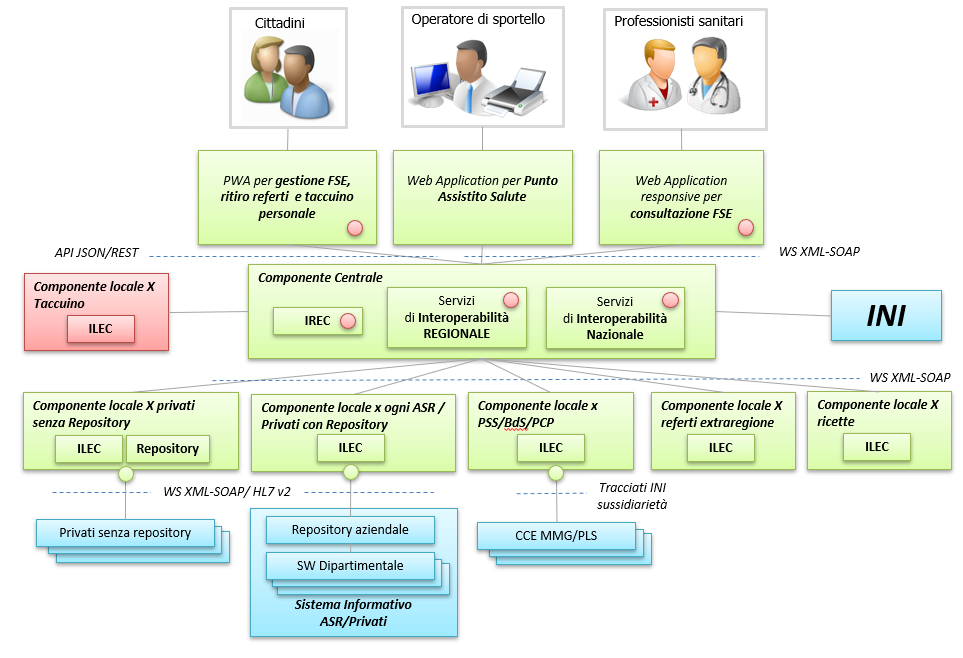 Cittadini
Operatore di sportello
Professionisti sanitari
PWA per gestione FSE,
ritiro referti e taccuino
personale
Web Application per Punto
Assistito Salute
Web Application
responsive per
consultazione FSE
API JSON/REST
WS XML-SOAP
Componente locale X
Taccuino
ILEC
Componente Centrale
IREC
Servizi
di Interoperabilità
REGIONALE
Servizi
di Interoperabilità
Nazionale
INI
WS XML-SOAP
Componente locale X privati
senza Repository
ILEC
Repository
Componente locale x ogni ASR /
Privati con Repository
ILEC
Componente locale x
PSS/BdS/PCP
ILEC
Componente locale X
referti extraregione
ILEC
Componente locale X
ricette
ILEC
WS XML-SOAP/ HL7 v2
Tracciati INI
sussidiarietà
Privati senza repository
Repository aziendale
SW Dipartimentale
Sistema Informativo
ASR/Privati
CCE MMG/PLS